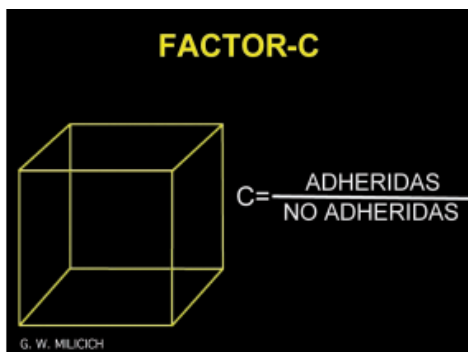 FACTOR-C
C= ADHERIDAS
NO ADHERIDAS
G. W. MILICICH